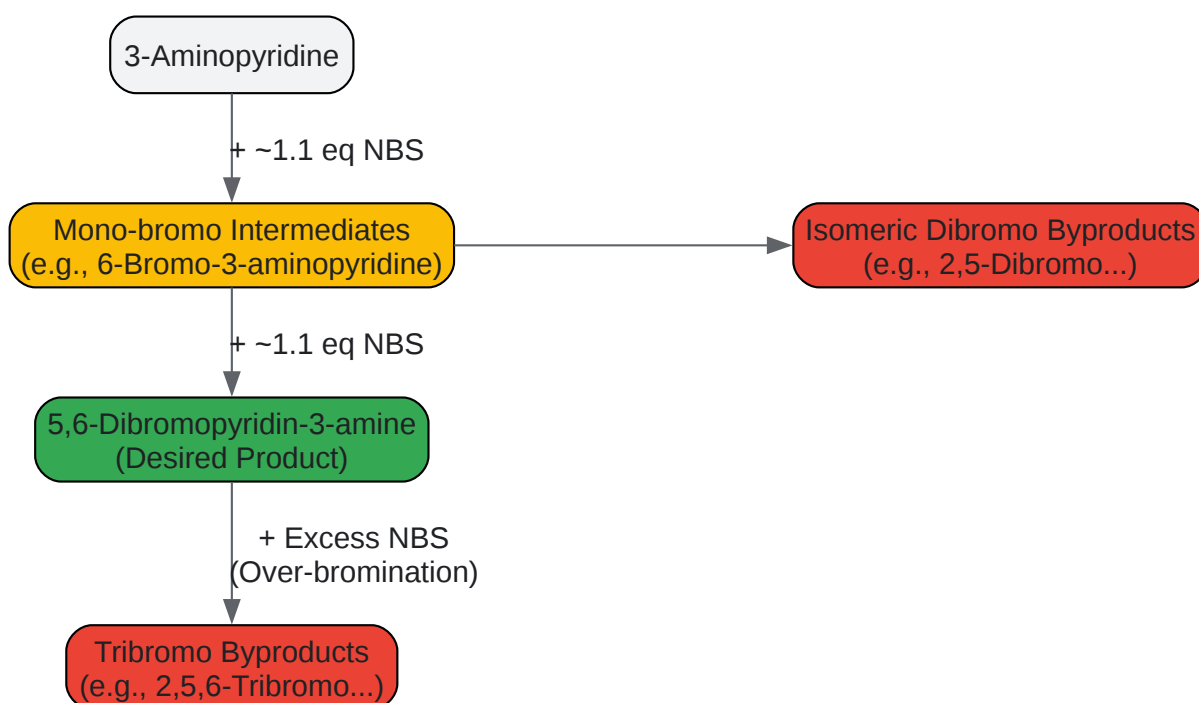 3-Aminopyridine
+ ~1.1 eq NBS
Mono-bromo Intermediates
(e.g., 6-Bromo-3-aminopyridine)
Isomeric Dibromo Byproducts
(e.g., 2,5-Dibromo...)
+ ~1.1 eq NBS
5,6-Dibromopyridin-3-amine
(Desired Product)
+ Excess NBS
(Over-bromination)
Tribromo Byproducts
(e.g., 2,5,6-Tribromo...)